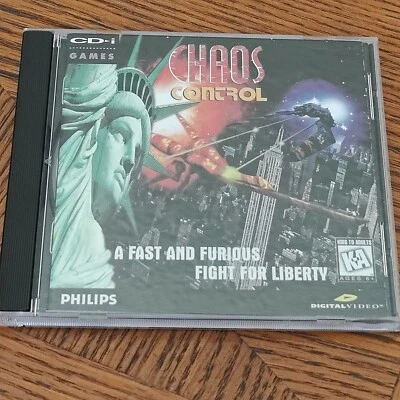 CD-i
GAMES
CHAOS
CONTROL
A FAST AND FURIOUS
FIGHT FOR LIBERTY
KIDS TO ADULTS
K-A
AGES 6+
PHILIPS
DIGITAL VIDEO